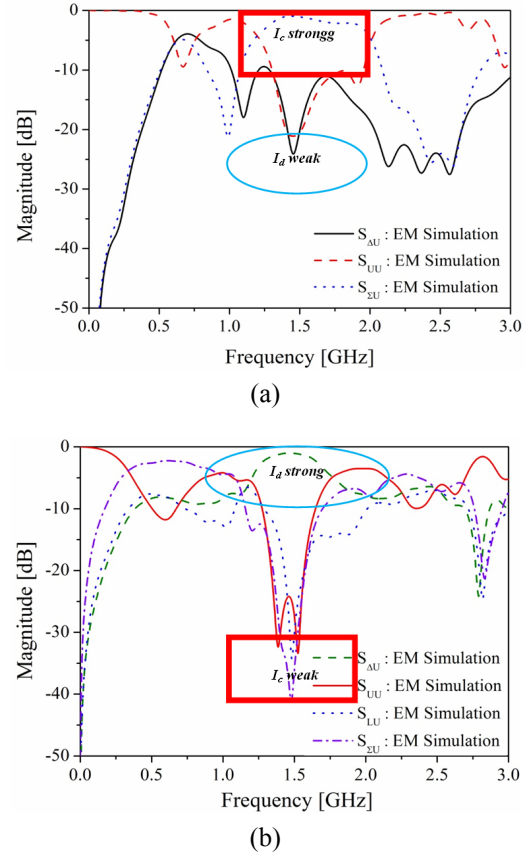 0
-10
-20
-30
-40
-50
Magnitude [dB]
I_c strongg
I_d weak
S_ΔU : EM Simulation
S_UU : EM Simulation
S_ΣU : EM Simulation
0.0 0.5 1.0 1.5 2.0 2.5 3.0
Frequency [GHz]
(a)
0
-10
-20
-30
-40
-50
Magnitude [dB]
I_d strong
I_c weak
S_ΔU : EM Simulation
S_UU : EM Simulation
S_LU : EM Simulation
S_ΣU : EM Simulation
0.0 0.5 1.0 1.5 2.0 2.5 3.0
Frequency [GHz]
(b)